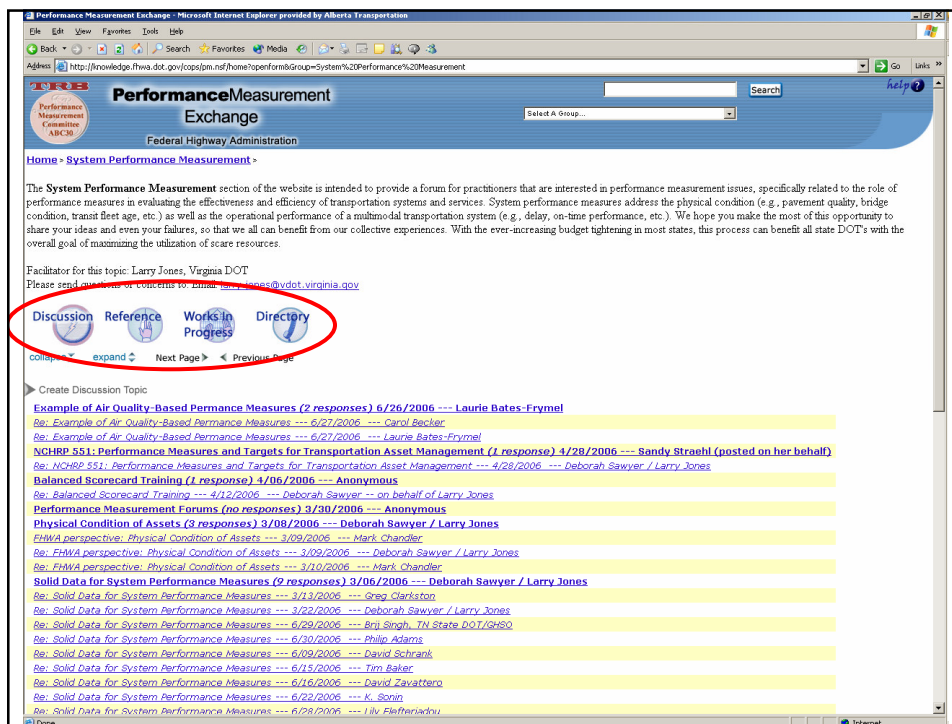 Performance Measurement Exchange - Microsoft Internet Explorer provided by Alberta Transportation
File Edit View Favorites Tools Help
Back Search Favorites Media
Address http://knowledge.fhwa.dot.gov/cops/pm.nsf/home?openform&Group=System%20Performance%20Measurement Go Links »
TRB
Performance
Measurement
Committee
ABC30
PerformanceMeasurement
Exchange
Federal Highway Administration
Search
Select A Group...
help?
Home > System Performance Measurement >
The System Performance Measurement section of the website is intended to provide a forum for practitioners that are interested in performance measurement issues, specifically related to the role of
performance measures in evaluating the effectiveness and efficiency of transportation systems and services. System performance measures address the physical condition (e.g., pavement quality, bridge
condition, transit fleet age, etc.) as well as the operational performance of a multimodal transportation system (e.g., delay, on-time performance, etc.). We hope you make the most of this opportunity to
share your ideas and even your failures, so that we all can benefit from our collective experiences. With the ever-increasing budget tightening in most states, this process can benefit all state DOT's with the
overall goal of maximizing the utilization of scare resources.
Facilitator for this topic: Larry Jones, Virginia DOT
Please send questions or concerns to: Email: larry.jones@vdot.virginia.gov
Discussion Reference Works In Progress Directory
collapse expand Next Page Previous Page
Create Discussion Topic
Example of Air Quality-Based Permance Measures (2 responses) 6/26/2006 --- Laurie Bates-Frymel
Re: Example of Air Quality-Based Permance Measures --- 6/27/2006 --- Carol Becker
Re: Example of Air Quality-Based Permance Measures --- 6/27/2006 --- Laurie Bates-Frymel
NCHRP 551: Performance Measures and Targets for Transportation Asset Management (1 response) 4/28/2006 --- Sandy Straehl (posted on her behalf)
Re: NCHRP 551: Performance Measures and Targets for Transportation Asset Management --- 4/28/2006 --- Deborah Sawyer / Larry Jones
Balanced Scorecard Training (1 response) 4/06/2006 --- Anonymous
Re: Balanced Scorecard Training --- 4/12/2006 --- Deborah Sawyer -- on behalf of Larry Jones
Performance Measurement Forums (no responses) 3/30/2006 --- Anonymous
Physical Condition of Assets (3 responses) 3/08/2006 --- Deborah Sawyer / Larry Jones
FHWA perspective: Physical Condition of Assets --- 3/09/2006 --- Mark Chandler
Re: FHWA perspective: Physical Condition of Assets --- 3/09/2006 --- Deborah Sawyer / Larry Jones
Re: FHWA perspective: Physical Condition of Assets --- 3/10/2006 --- Mark Chandler
Solid Data for System Performance Measures (9 responses) 3/06/2006 --- Deborah Sawyer / Larry Jones
Re: Solid Data for System Performance Measures --- 3/13/2006 --- Greg Clarkston
Re: Solid Data for System Performance Measures --- 3/22/2006 --- Deborah Sawyer / Larry Jones
Re: Solid Data for System Performance Measures --- 6/29/2006 --- Brij Singh, TN State DOT/GHSO
Re: Solid Data for System Performance Measures --- 6/30/2006 --- Philip Adams
Re: Solid Data for System Performance Measures --- 6/09/2006 --- David Schrank
Re: Solid Data for System Performance Measures --- 6/15/2006 --- Tim Baker
Re: Solid Data for System Performance Measures --- 6/16/2006 --- David Zavattero
Re: Solid Data for System Performance Measures --- 6/22/2006 --- K. Sonin
Re: Solid Data for System Performance Measures --- 6/28/2006 --- Lily Elefteriadou
Done Internet